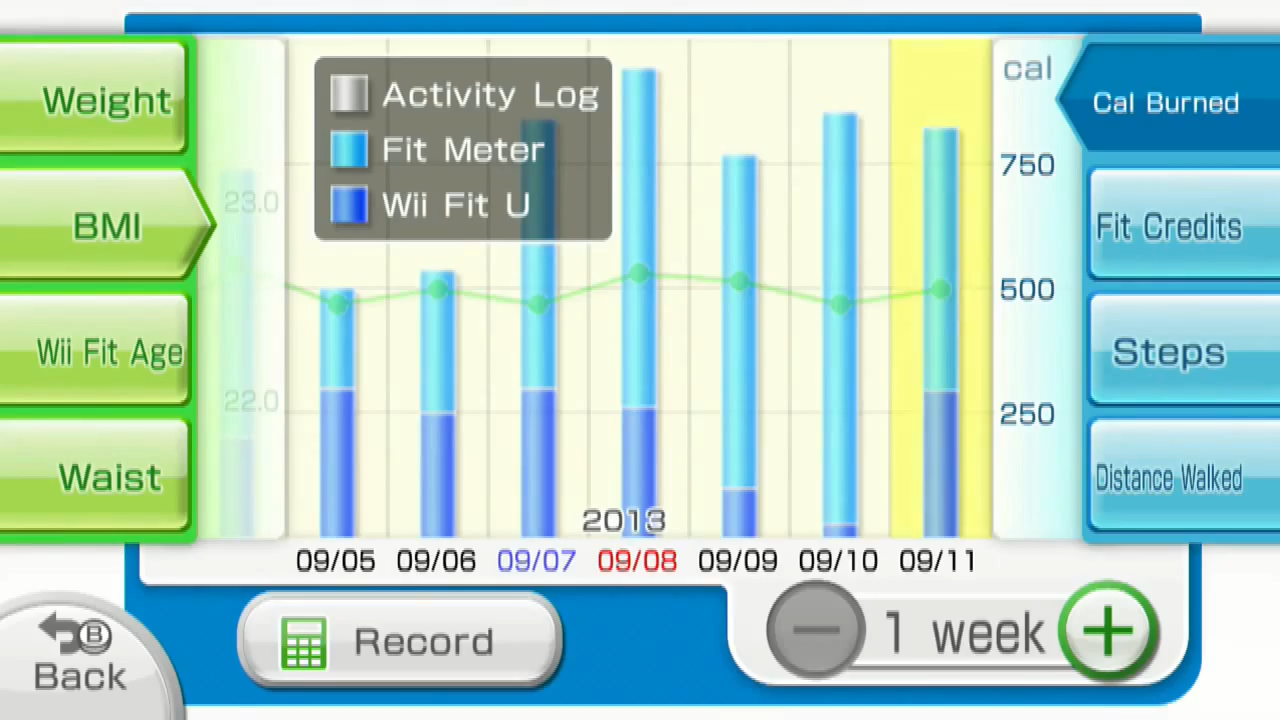 Weight
BMI
Wii Fit Age
Waist
23.0
22.0
Activity Log
Fit Meter
Wii Fit U
cal
750
500
250
Cal Burned
Fit Credits
Steps
Distance Walked
2013
09/05 09/06 09/07 09/08 09/09 09/10 09/11
B
Back
Record
− 1 week +